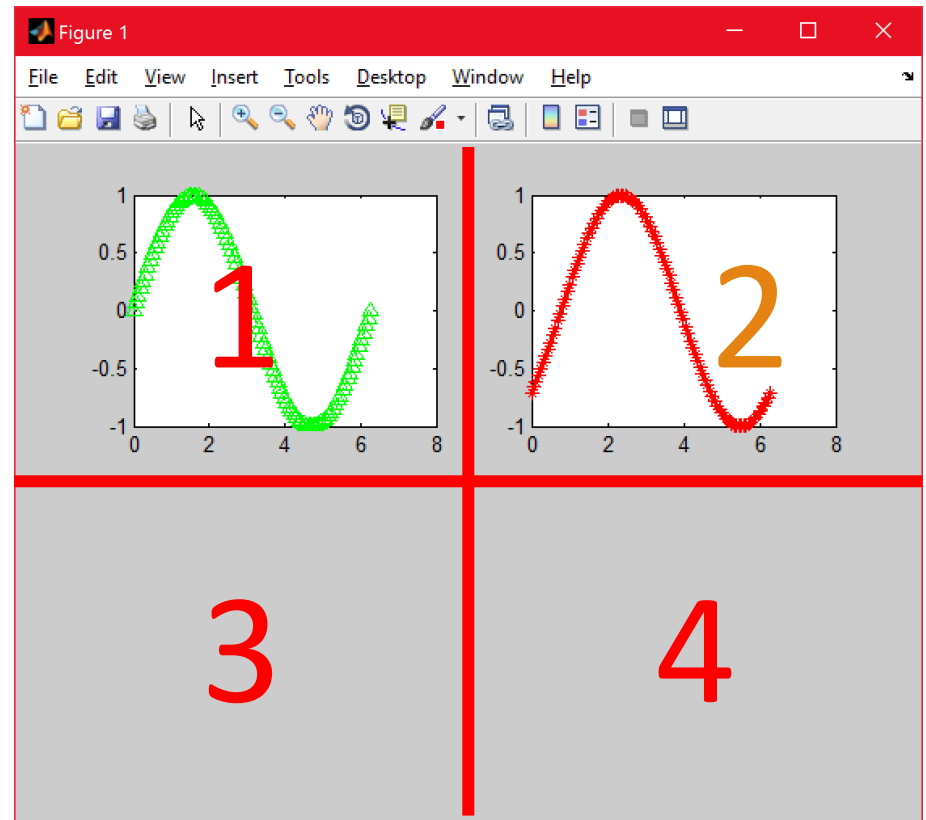 Figure 1
File Edit View Insert Tools Desktop Window Help
1 1
0.5 0.5
1 2
0 0
-0.5 -0.5
-1 -1
0 2 4 6 8 0 2 4 6 8
3 4